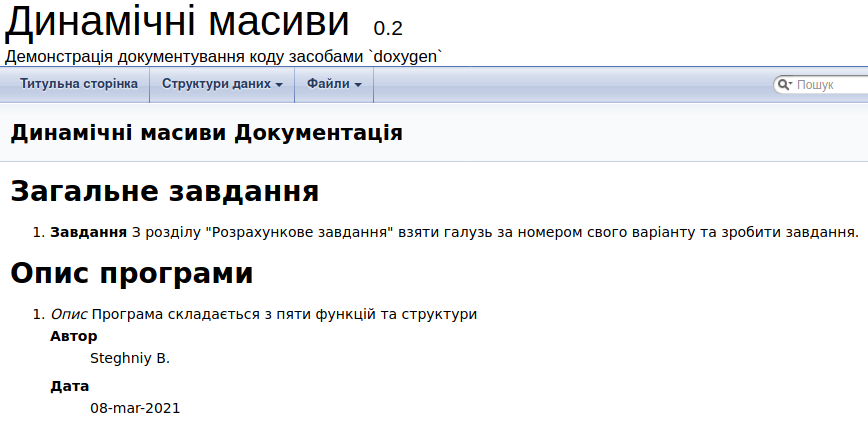 Динамічні масиви 0.2
Демонстрація документування коду засобами `doxygen`
Титульна сторінка Структури даних Файли Пошук
Динамічні масиви Документація
Загальне завдання
1. Завдання З розділу "Розрахункове завдання" взяти галузь за номером свого варіанту та зробити завдання.
Опис програми
1. Опис Програма складається з пяти функцій та структури
Автор
Steghniy B.
Дата
08-mar-2021